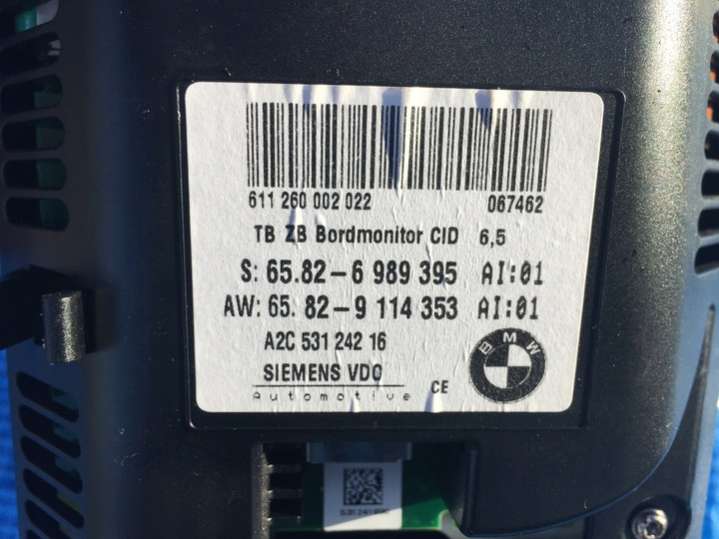 611 260 002 022 067462
TB ZB Bordmonitor CID 6,5
S: 65.82-6 989 395 AI:01
AW: 65. 82-9 114 353 AI:01
A2C 531 242 16
SIEMENS VDO
Automotive
CE
BMW